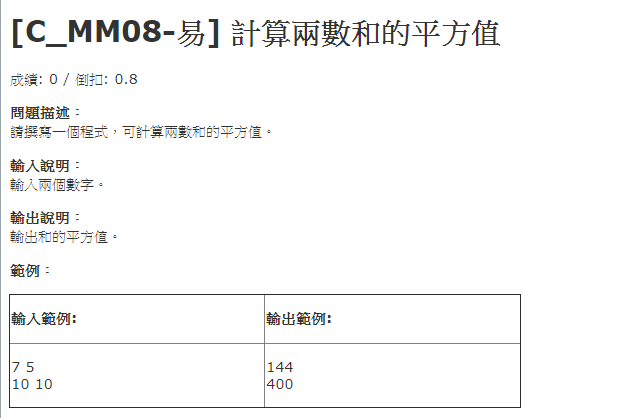 [C_MM08-易] 計算兩數和的平方值
成績: 0 / 倒扣: 0.8
問題描述：
請撰寫一個程式，可計算兩數和的平方值。
輸入說明：
輸入兩個數字。
輸出說明：
輸出和的平方值。
範例：
輸入範例: 輸出範例:
7 5 144
10 10 400